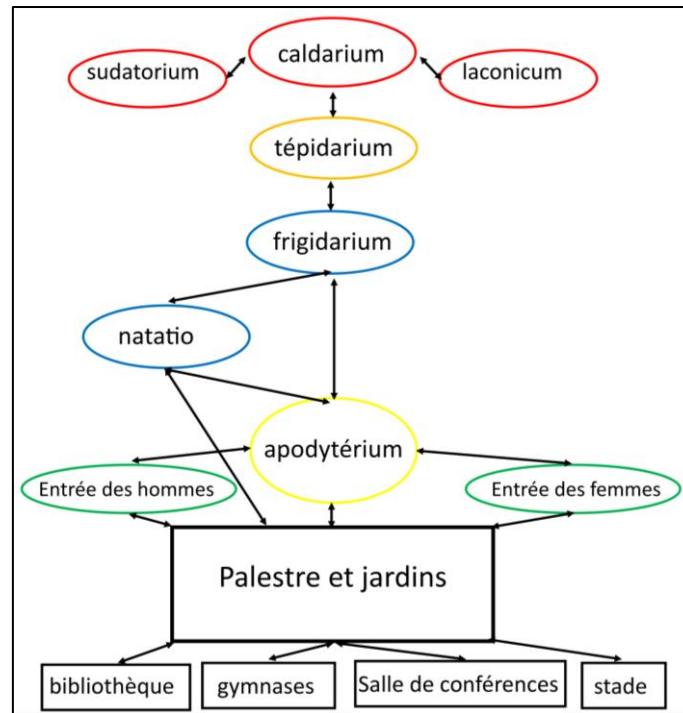 caldarium
sudatorium
laconicum
tépidarium
frigidarium
natatio
apodytérium
Entrée des hommes
Entrée des femmes
Palestre et jardins
bibliothèque
gymnases
Salle de conférences
stade